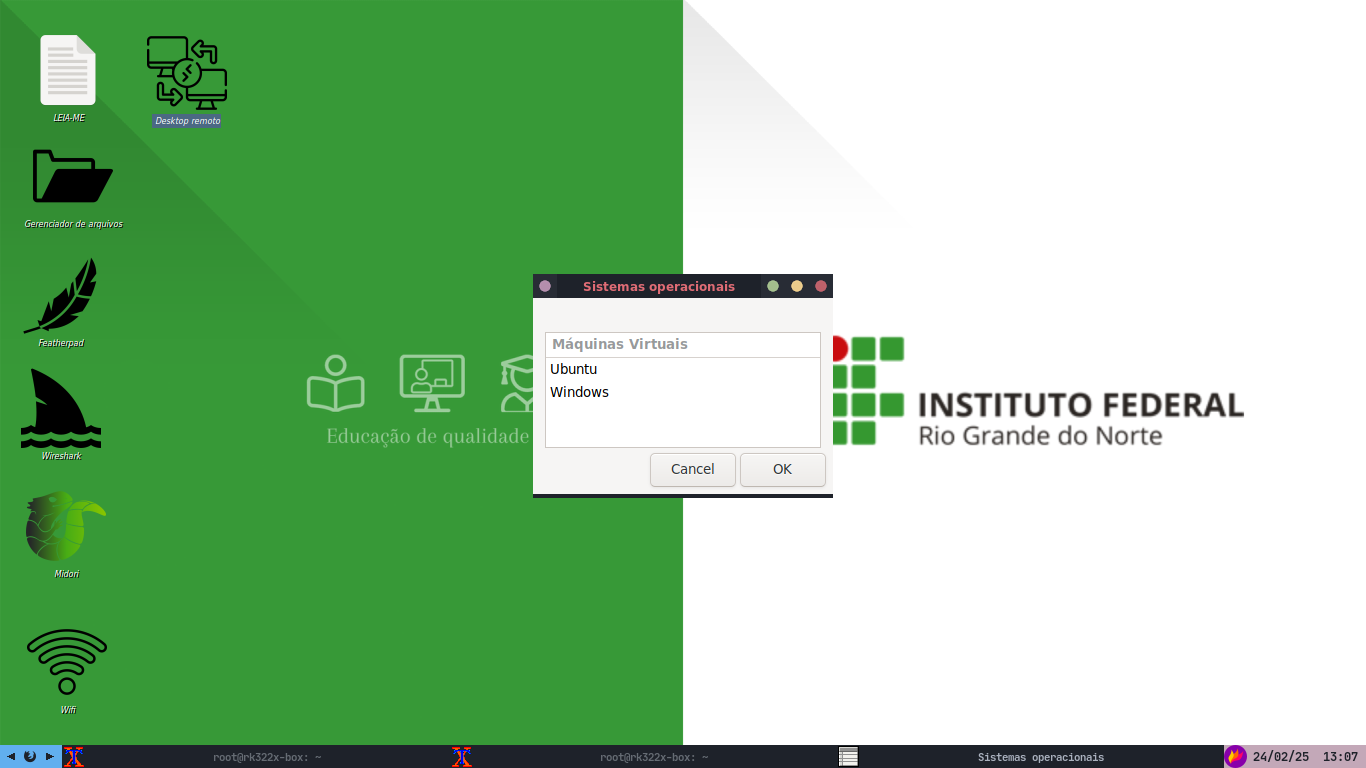 LEIA-ME
Desktop remoto
Gerenciador de arquivos
Featherpad
Wireshark
Midori
Wifi
Educação de qualidade
Sistemas operacionais
Máquinas Virtuais
Ubuntu
Windows
Cancel
OK
INSTITUTO FEDERAL
Rio Grande do Norte
root@rk322x-box: ~
root@rk322x-box: ~
Sistemas operacionais
24/02/25
13:07